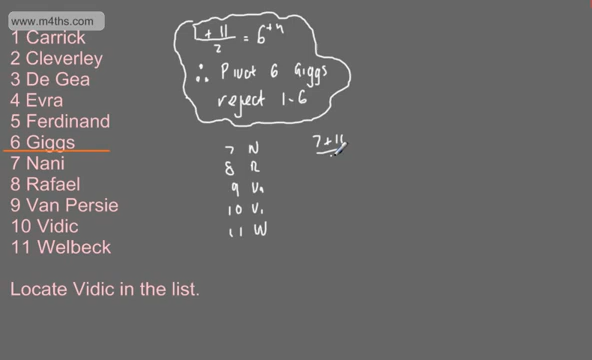 www.m4ths.com
1 Carrick
2 Cleverley
3 De Gea
4 Evra
5 Ferdinand
6 Giggs
7 Nani
8 Rafael
9 Van Persie
10 Vidic
11 Welbeck
Locate Vidic in the list.
1 + 11
2
= 6th
∴ Pivot 6 Giggs
reject 1-6
7 N
8 R
9 Va
10 Vi
11 W
7 + 11